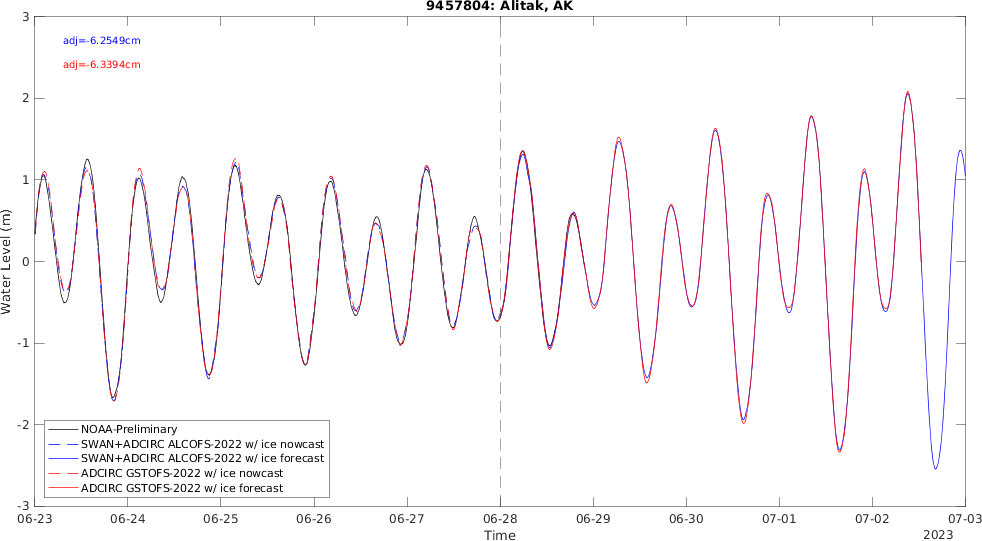 9457804: Alitak, AK
adj=-6.2549cm
adj=-6.3394cm
Water Level (m)
3
2
1
0
-1
-2
-3
NOAA-Preliminary
SWAN+ADCIRC ALCOFS-2022 w/ ice nowcast
SWAN+ADCIRC ALCOFS-2022 w/ ice forecast
ADCIRC GSTOFS-2022 w/ ice nowcast
ADCIRC GSTOFS-2022 w/ ice forecast
06-23 06-24 06-25 06-26 06-27 06-28 06-29 06-30 07-01 07-02 07-03
Time
2023